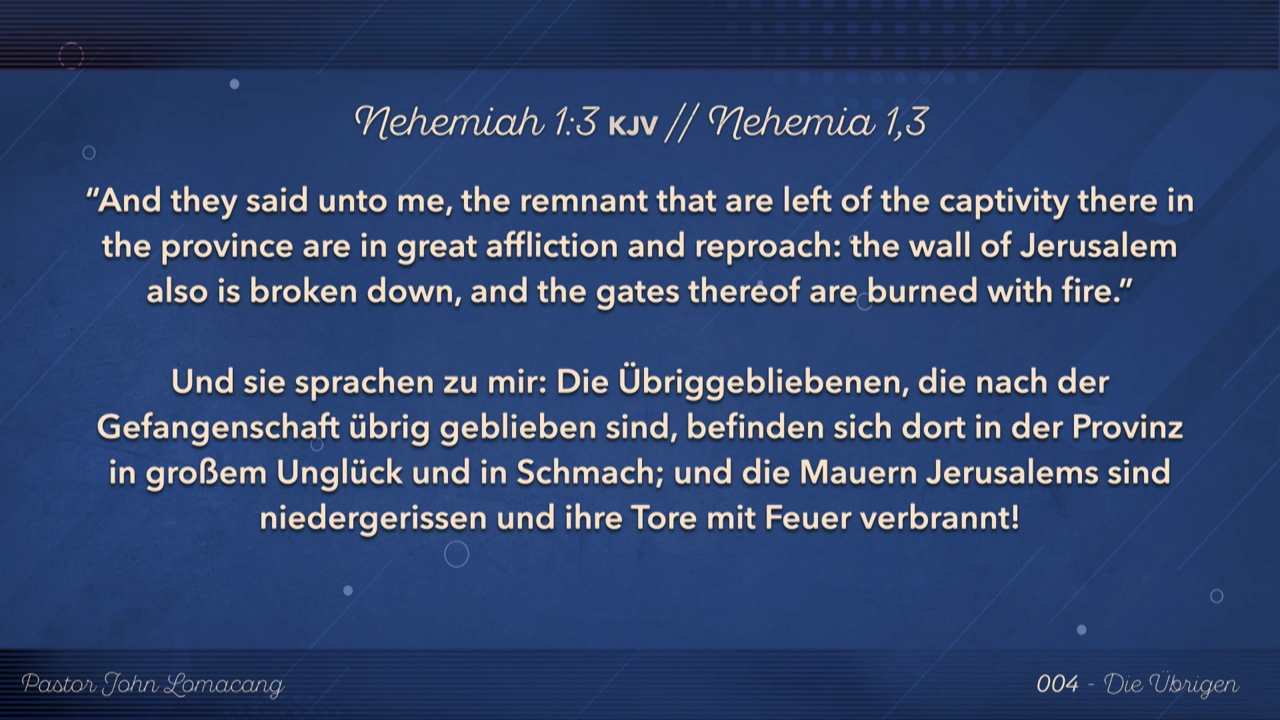 Nehemiah 1:3 KJV // Nehemia 1,3
“And they said unto me, the remnant that are left of the captivity there in
the province are in great affliction and reproach: the wall of Jerusalem
also is broken down, and the gates thereof are burned with fire.”
Und sie sprachen zu mir: Die Übriggebliebenen, die nach der
Gefangenschaft übrig geblieben sind, befinden sich dort in der Provinz
in großem Unglück und in Schmach; und die Mauern Jerusalems sind
niedergerissen und ihre Tore mit Feuer verbrannt!
Pastor John Lomacang
004 - Die Übrigen